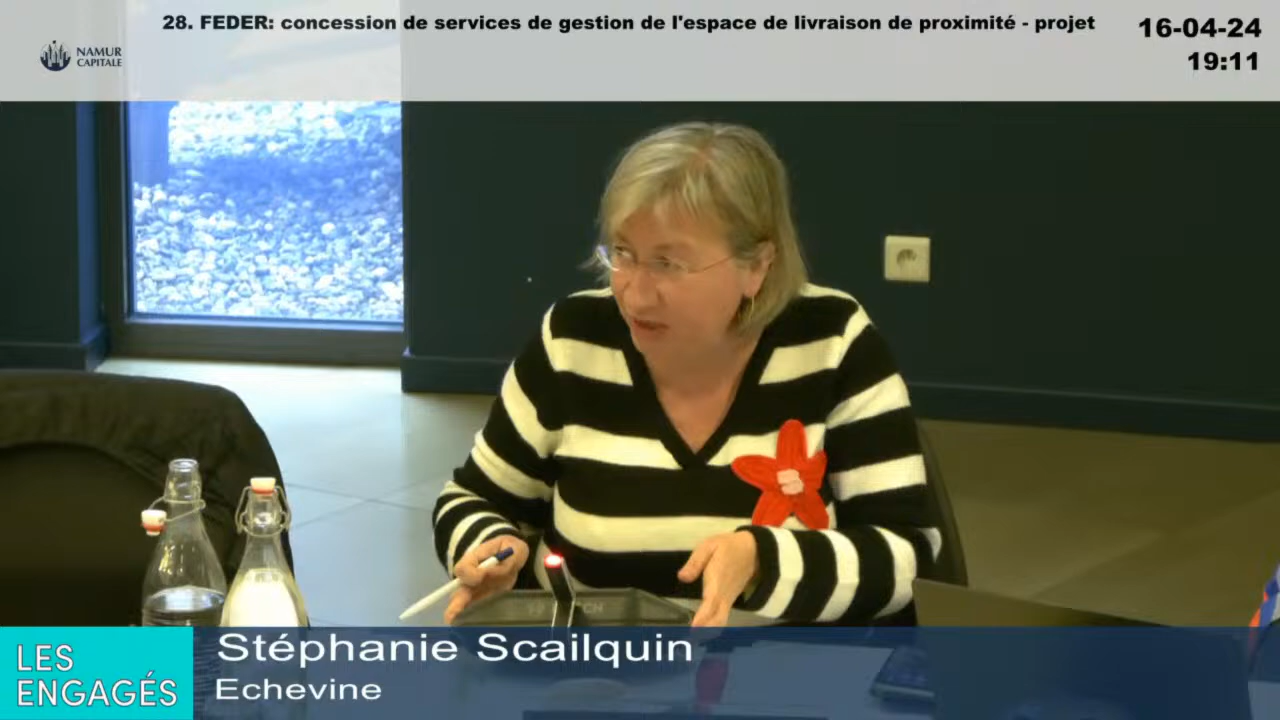 28. FEDER: concession de services de gestion de l'espace de livraison de proximité - projet
16-04-24
19:11
NAMUR
CAPITALE
Stéphanie Scailquin
Echevine
LES
ENGAGÉS